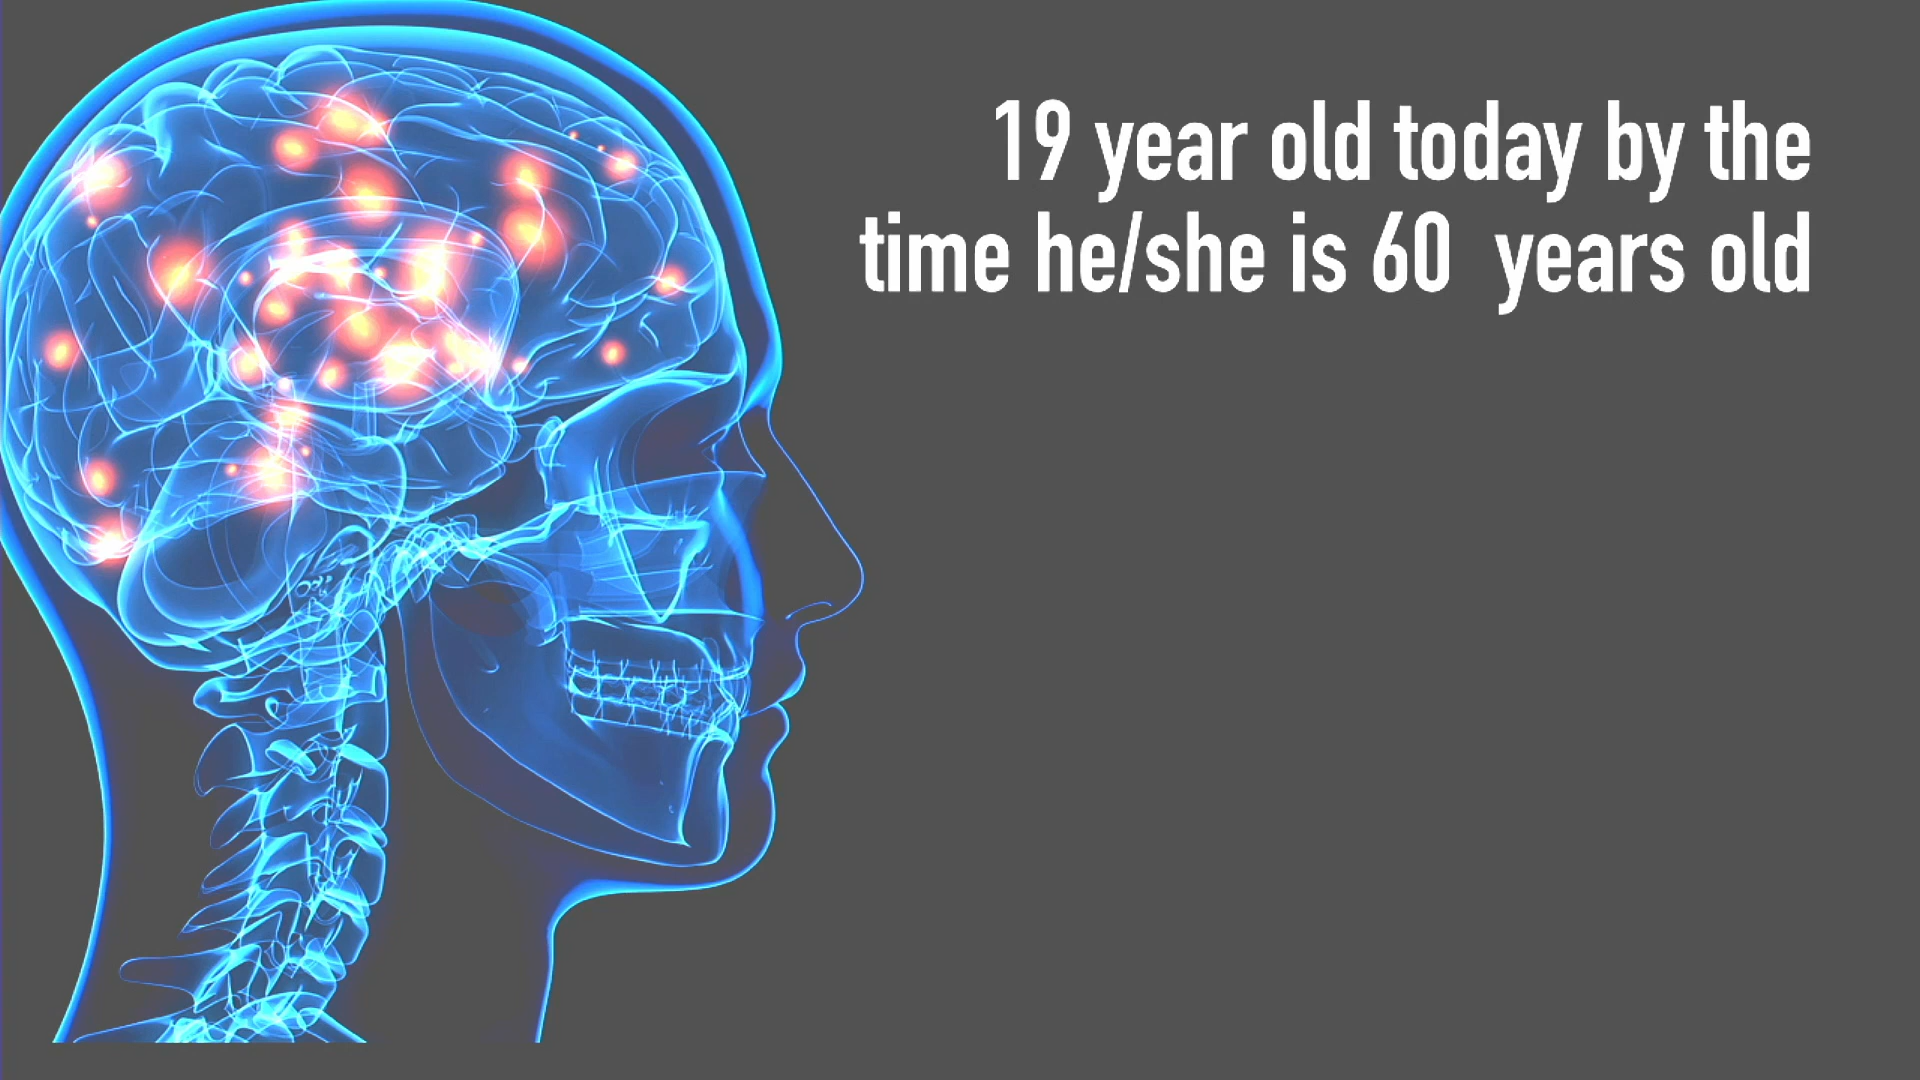 19 year old today by the
time he/she is 60  years old